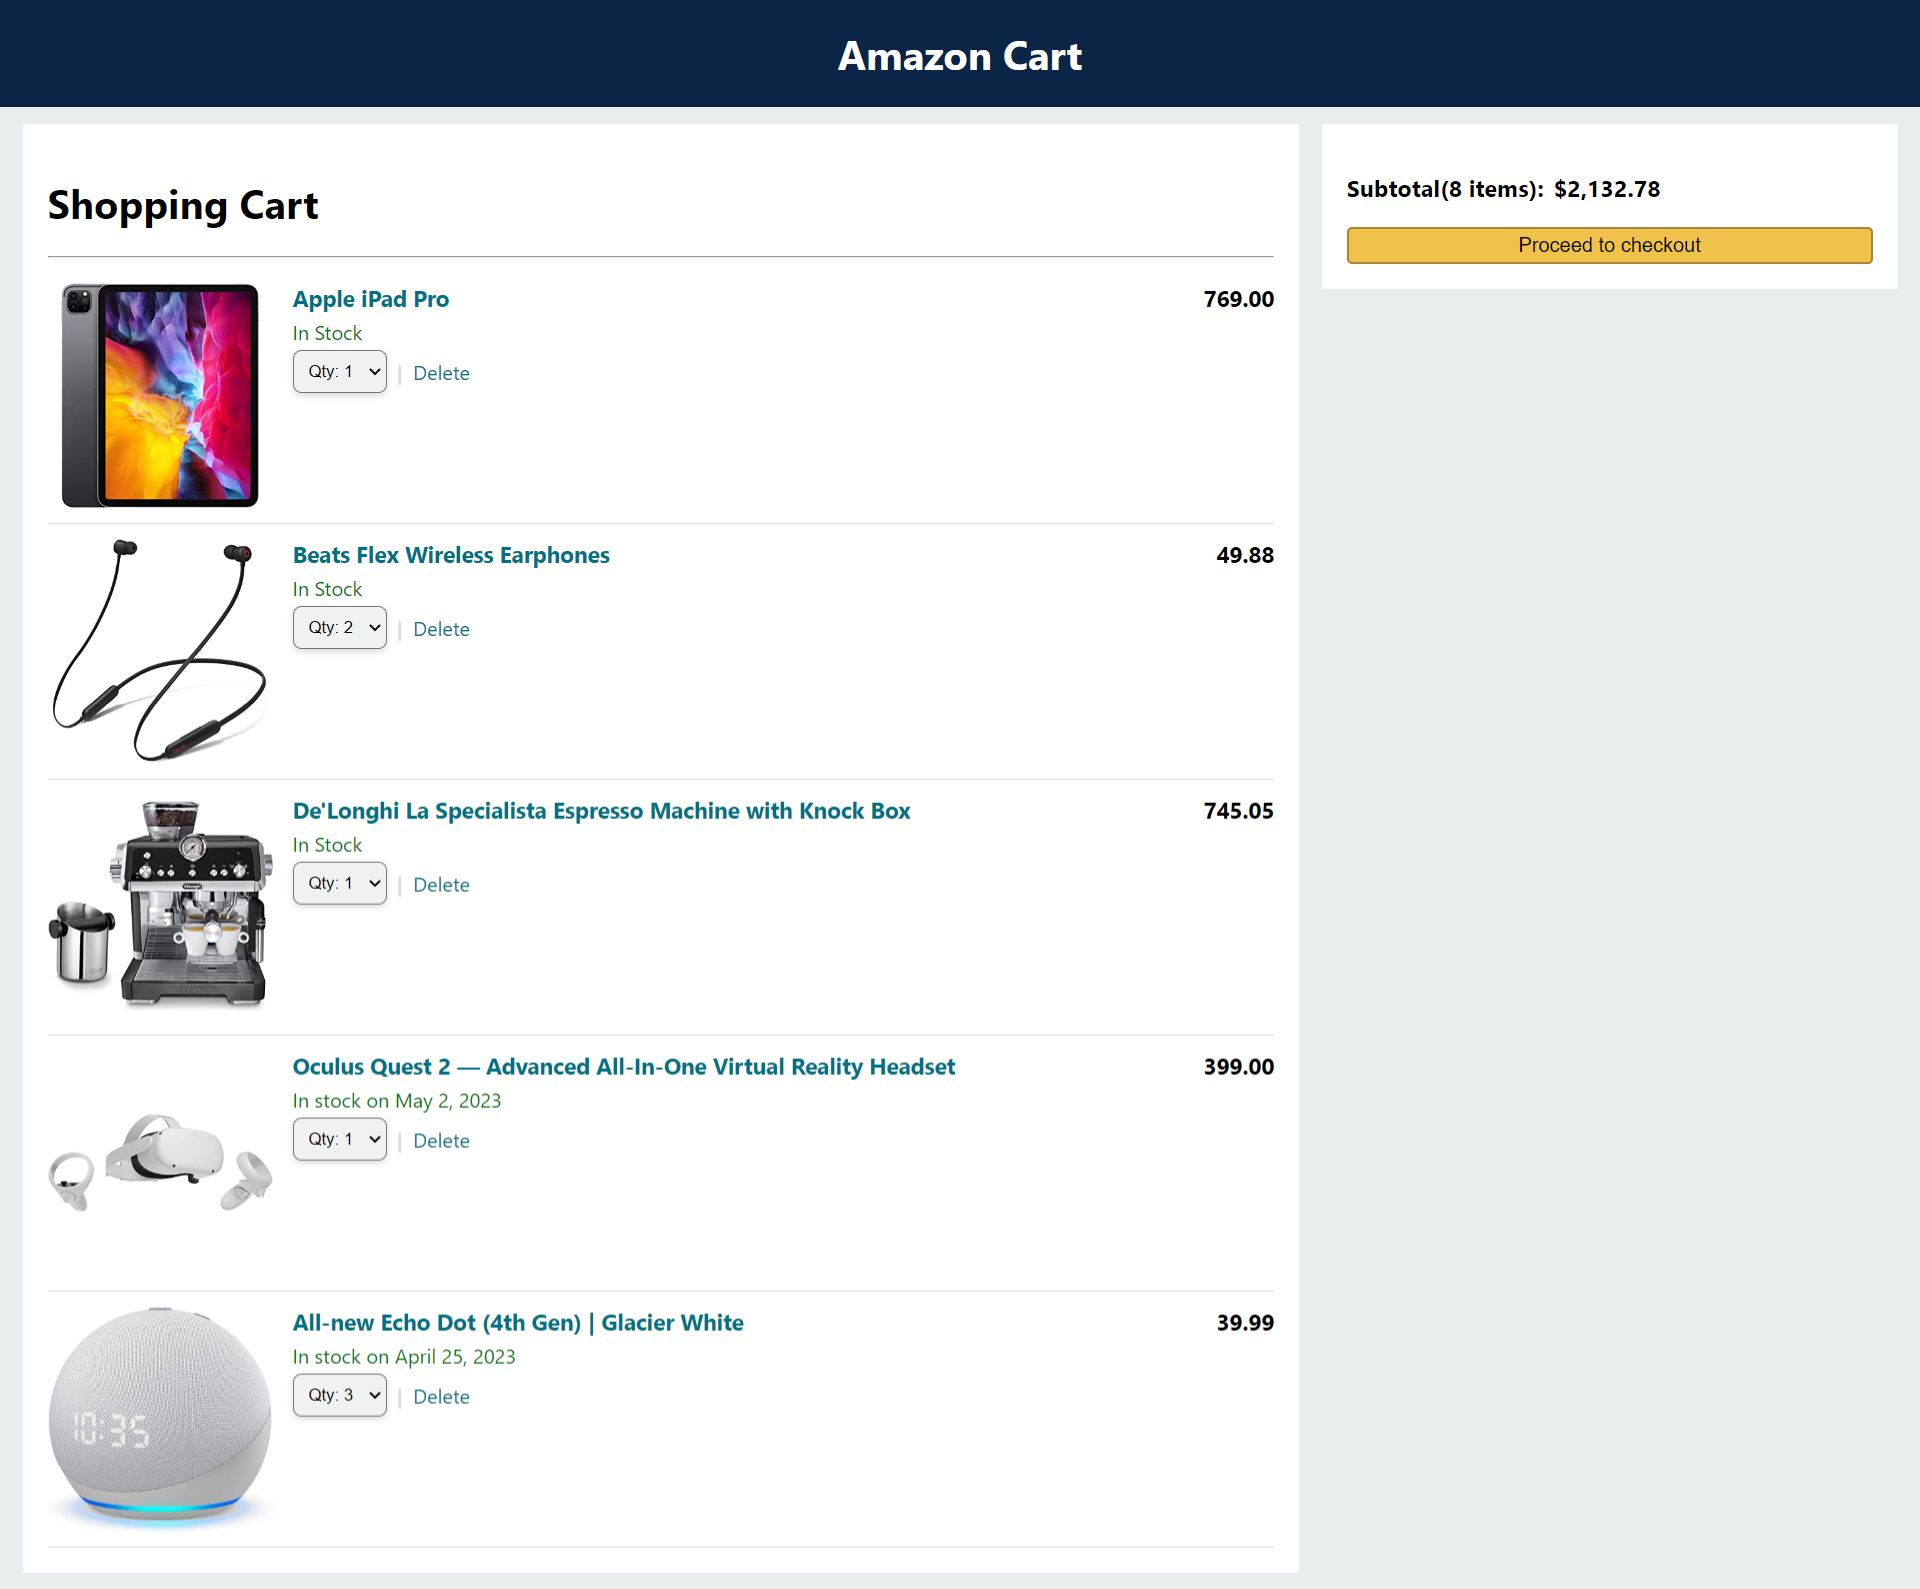 Amazon Cart
Shopping Cart
Apple iPad Pro
769.00
In Stock
Qty: 1
| Delete
Beats Flex Wireless Earphones
49.88
In Stock
Qty: 2
| Delete
De'Longhi La Specialista Espresso Machine with Knock Box
745.05
In Stock
Qty: 1
| Delete
Oculus Quest 2 — Advanced All-In-One Virtual Reality Headset
399.00
In stock on May 2, 2023
Qty: 1
| Delete
10:35
All-new Echo Dot (4th Gen) | Glacier White
39.99
In stock on April 25, 2023
Qty: 3
| Delete
Subtotal(8 items): $2,132.78
Proceed to checkout